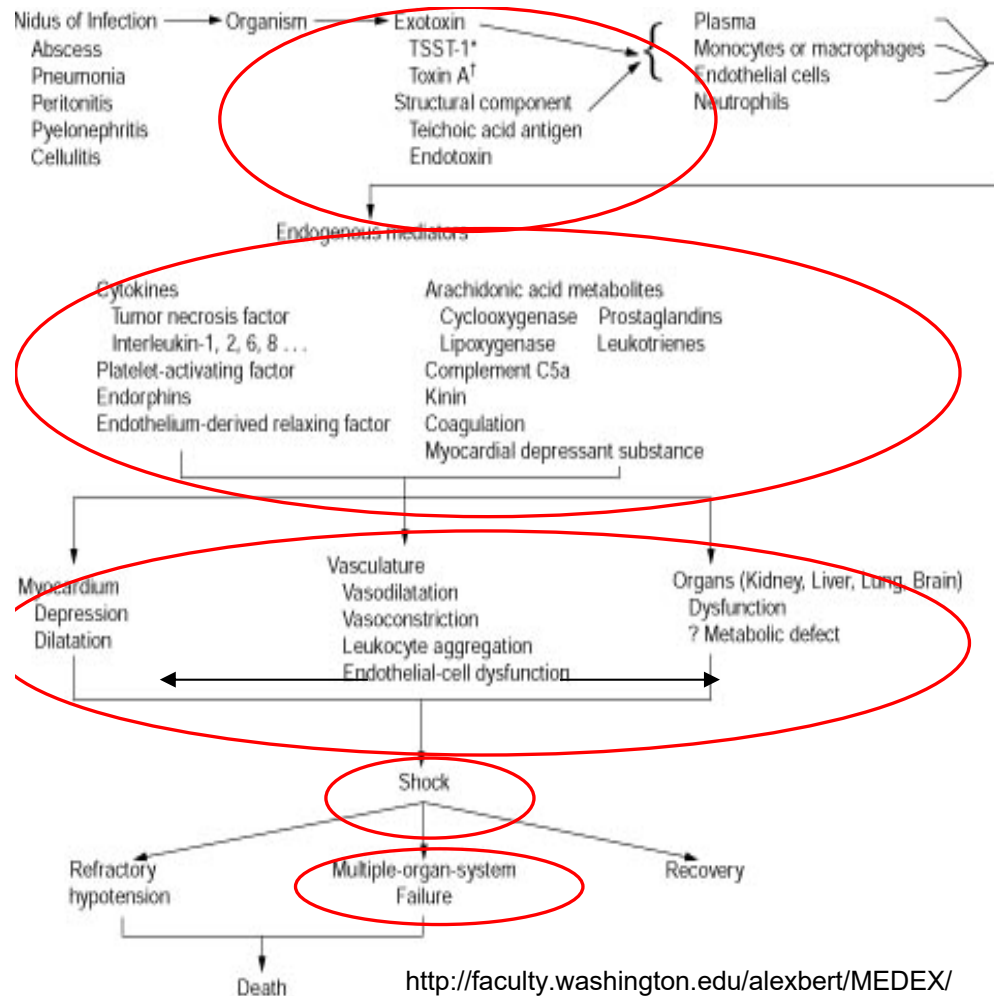 Nidus of Infection
Abscess
Pneumonia
Peritonitis
Pyelonephritis
Cellulitis
Organism
Exotoxin
TSST-1*
Toxin A†
Structural component
Teichoic acid antigen
Endotoxin
Plasma
Monocytes or macrophages
Endothelial cells
Neutrophils
Endogenous mediators
Cytokines
Tumor necrosis factor
Interleukin-1, 2, 6, 8 . . .
Platelet-activating factor
Endorphins
Endothelium-derived relaxing factor
Arachidonic acid metabolites
Cyclooxygenase Prostaglandins
Lipoxygenase Leukotrienes
Complement C5a
Kinin
Coagulation
Myocardial depressant substance
Myocardium
Depression
Dilatation
Vasculature
Vasodilatation
Vasoconstriction
Leukocyte aggregation
Endothelial-cell dysfunction
Organs (Kidney, Liver, Lung, Brain)
Dysfunction
? Metabolic defect
Shock
Refractory
hypotension
Multiple-organ-system
Failure
Recovery
Death
http://faculty.washington.edu/alexbert/MEDEX/